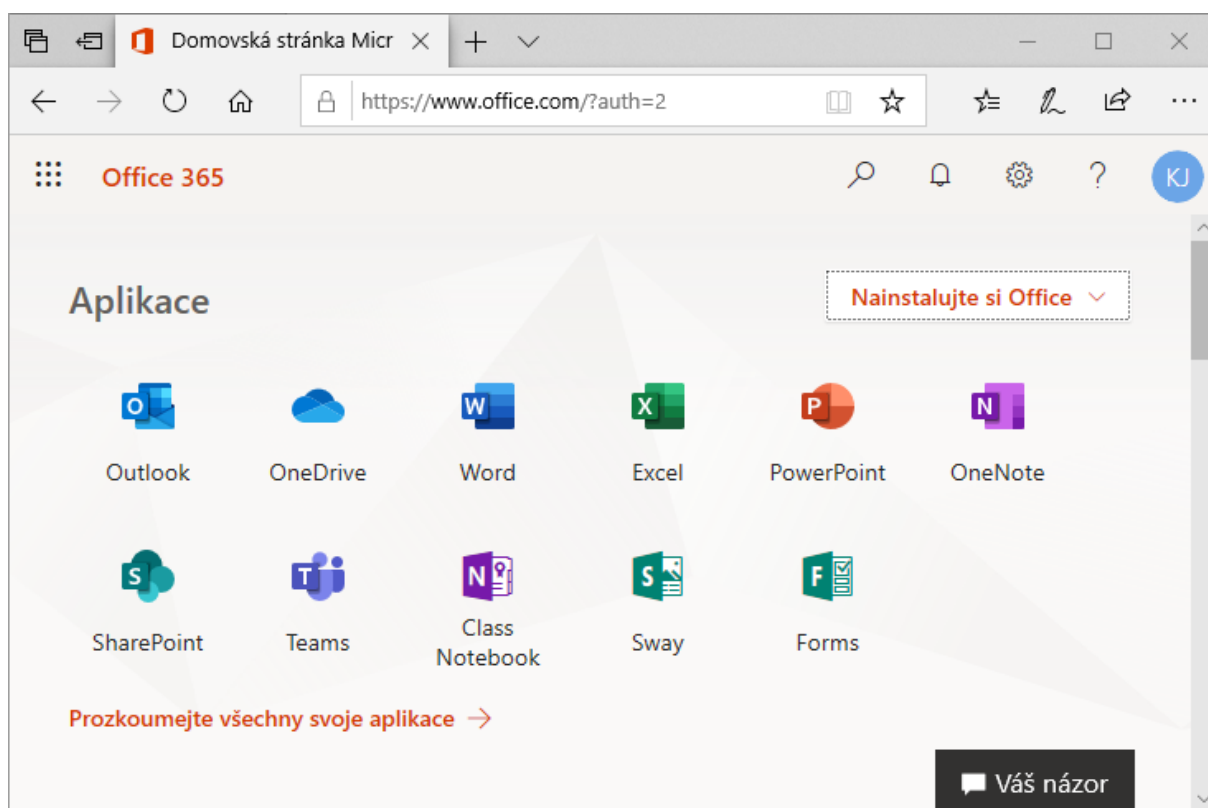 Domovská stránka Micr
https://www.office.com/?auth=2
Office 365
KJ
Aplikace
Nainstalujte si Office
Outlook OneDrive Word Excel PowerPoint OneNote
SharePoint Teams Class Notebook Sway Forms
Prozkoumejte všechny svoje aplikace
Váš názor